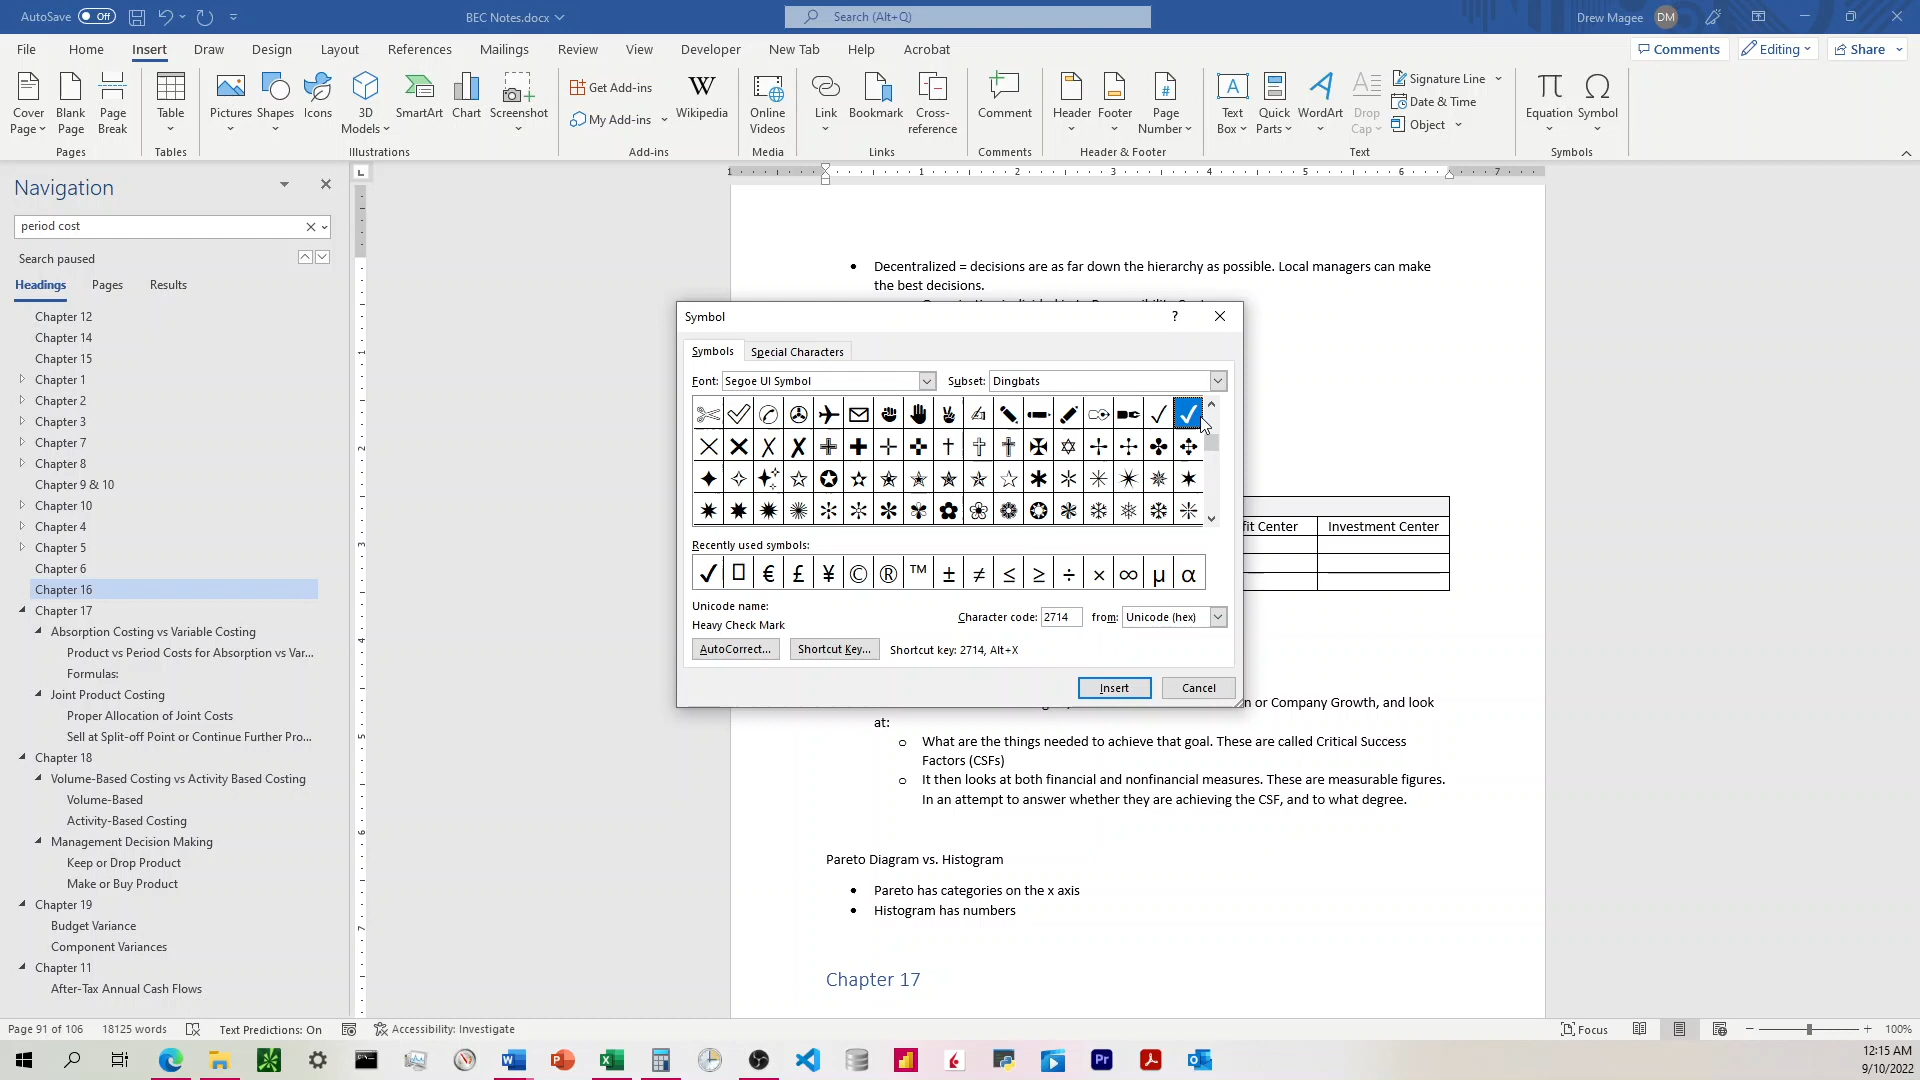 AutoSave Off
BEC Notes.docx
Search (Alt+Q)
Drew Magee DM
File Home Insert Draw Design Layout References Mailings Review View Developer New Tab Help Acrobat
Comments Editing Share
Cover Page
Blank Page
Page Break
Table
Pictures
Shapes
Icons
3D Models
SmartArt
Chart
Screenshot
Get Add-ins
My Add-ins
W Wikipedia
Online Videos
Link
Bookmark
Cross-reference
Comment
Header
Footer
Page Number
Text Box
Quick Parts
WordArt
Drop Cap
Signature Line
Date & Time
Object
Equation
Symbol
Pages
Tables
Illustrations
Add-ins
Media
Links
Comments
Header & Footer
Text
Symbols
Navigation
period cost
Search paused
Headings Pages Results
Chapter 12
Chapter 14
Chapter 15
Chapter 1
Chapter 2
Chapter 3
Chapter 7
Chapter 8
Chapter 9 & 10
Chapter 10
Chapter 4
Chapter 5
Chapter 6
Chapter 16
Chapter 17
Absorption Costing vs Variable Costing
Product vs Period Costs for Absorption vs Var...
Formulas:
Joint Product Costing
Proper Allocation of Joint Costs
Sell at Split-off Point or Continue Further Pro...
Chapter 18
Volume-Based Costing vs Activity Based Costing
Volume-Based
Activity-Based Costing
Management Decision Making
Keep or Drop Product
Make or Buy Product
Chapter 19
Budget Variance
Component Variances
Chapter 11
After-Tax Annual Cash Flows
1 1 2 3 4 5 6 7
1
2
3
4
5
6
7
• Decentralized = decisions are as far down the hierarchy as possible. Local managers can make
the best decisions.
Symbol ?
Symbols Special Characters
Font: Segoe UI Symbol Subset: Dingbats
Recently used symbols:
✔ € £ ¥ © ® ™ ± ≠ ≤ ≥ ÷ × ∞ µ α
Unicode name:
Heavy Check Mark
Character code: 2714 from: Unicode (hex)
AutoCorrect... Shortcut Key... Shortcut key: 2714, Alt+X
Insert Cancel
fit Center Investment Center
n or Company Growth, and look
at:
o What are the things needed to achieve that goal. These are called Critical Success
Factors (CSFs)
o It then looks at both financial and nonfinancial measures. These are measurable figures.
In an attempt to answer whether they are achieving the CSF, and to what degree.
Pareto Diagram vs. Histogram
• Pareto has categories on the x axis
• Histogram has numbers
Chapter 17
Page 91 of 106 18125 words Text Predictions: On Accessibility: Investigate
Focus
100%
12:15 AM
9/10/2022